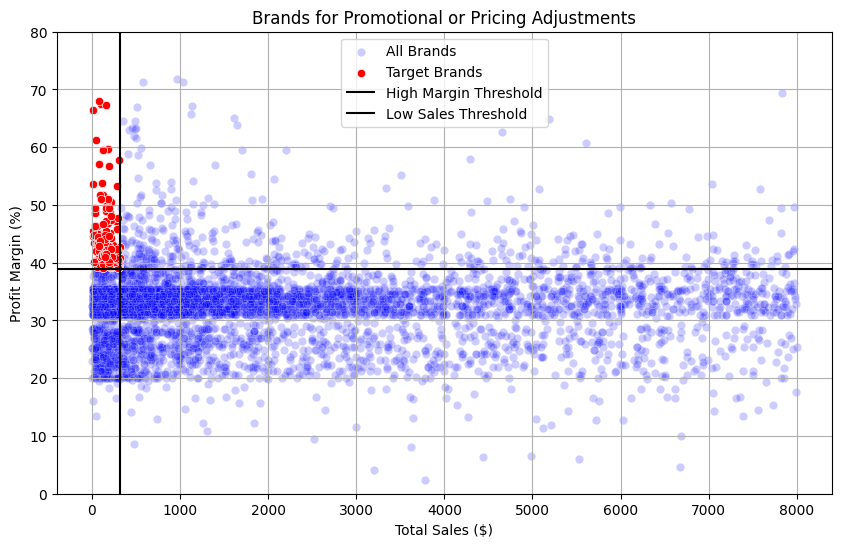 Brands for Promotional or Pricing Adjustments
All Brands
Target Brands
High Margin Threshold
Low Sales Threshold
Profit Margin (%)
80
70
60
50
40
30
20
10
0
0 1000 2000 3000 4000 5000 6000 7000 8000
Total Sales ($)